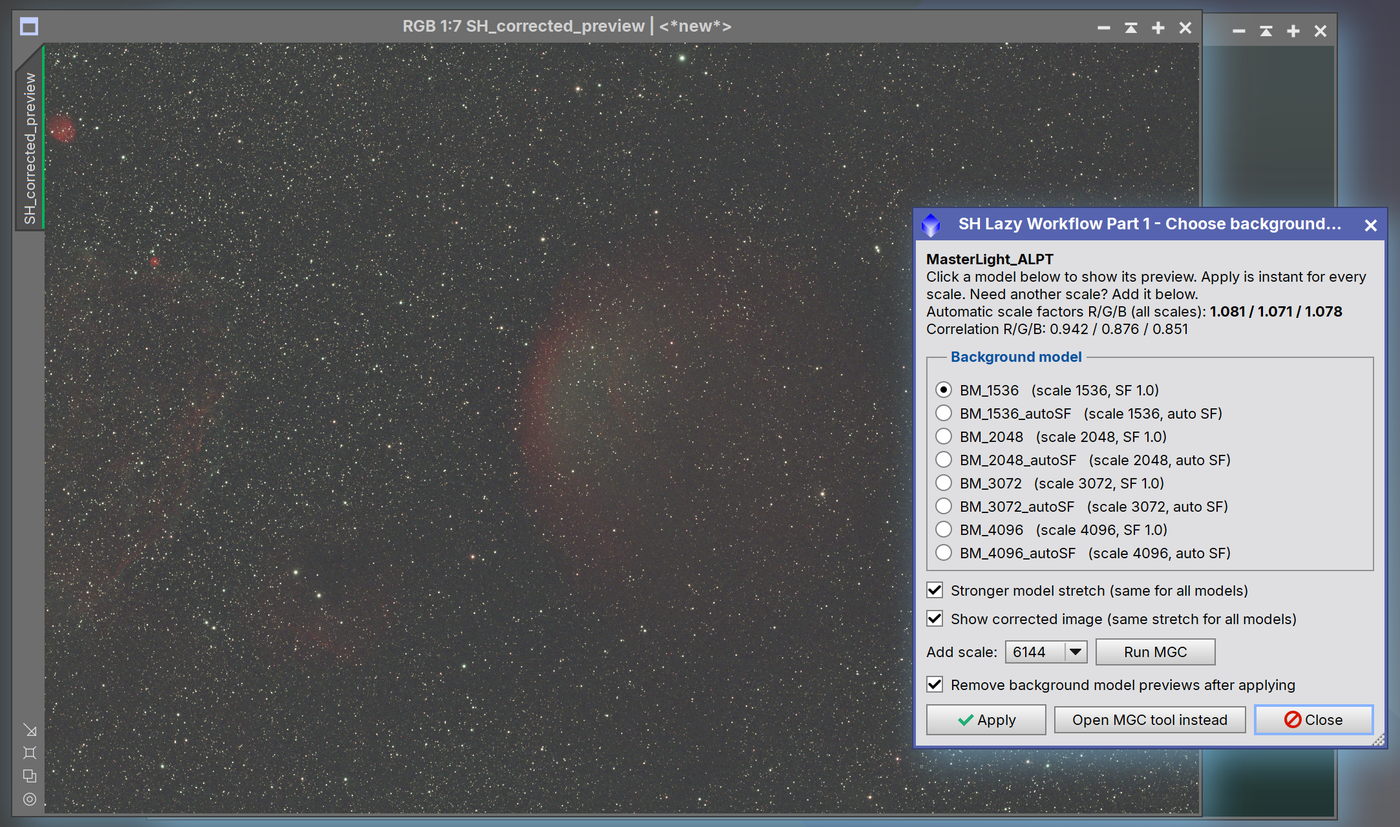 RGB 1:7 SH_corrected_preview | <*new*>
SH_corrected_preview
SH Lazy Workflow Part 1 - Choose background...
MasterLight_ALPT
Click a model below to show its preview. Apply is instant for every
scale. Need another scale? Add it below.
Automatic scale factors R/G/B (all scales): 1.081 / 1.071 / 1.078
Correlation R/G/B: 0.942 / 0.876 / 0.851
Background model
BM_1536 (scale 1536, SF 1.0)
BM_1536_autoSF (scale 1536, auto SF)
BM_2048 (scale 2048, SF 1.0)
BM_2048_autoSF (scale 2048, auto SF)
BM_3072 (scale 3072, SF 1.0)
BM_3072_autoSF (scale 3072, auto SF)
BM_4096 (scale 4096, SF 1.0)
BM_4096_autoSF (scale 4096, auto SF)
Stronger model stretch (same for all models)
Show corrected image (same stretch for all models)
Add scale: 6144 Run MGC
Remove background model previews after applying
Apply Open MGC tool instead Close